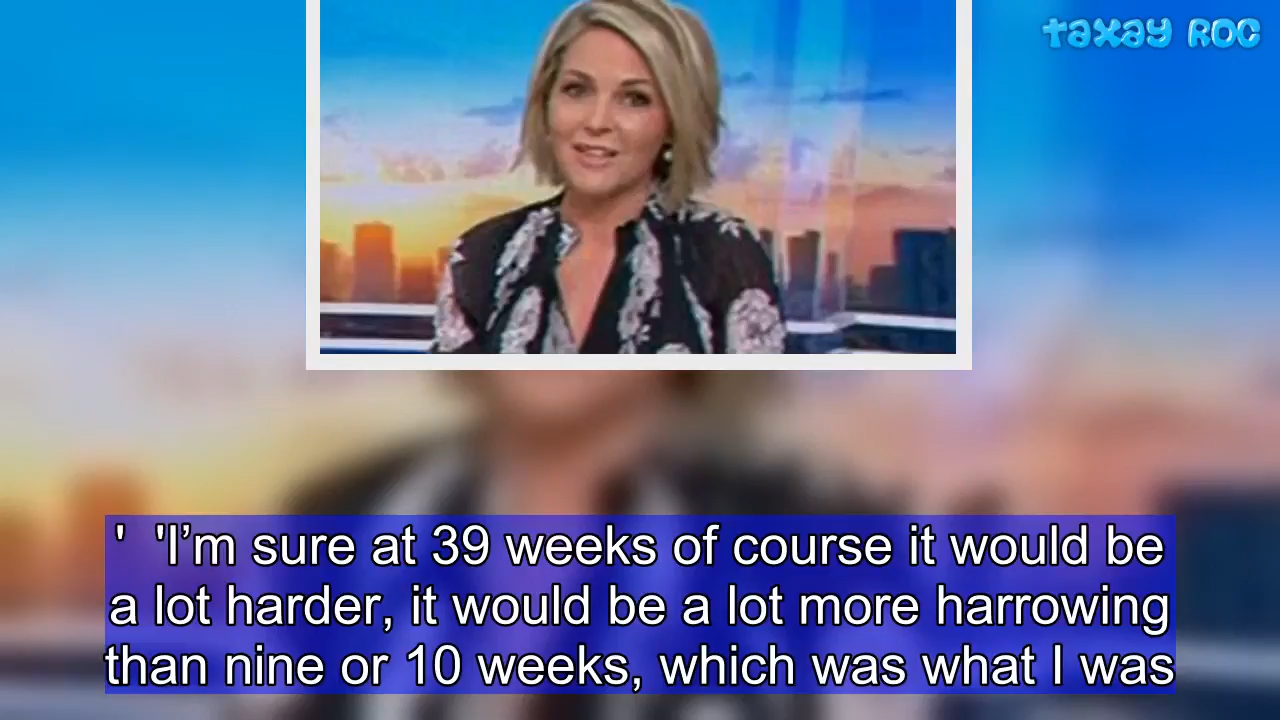 taxay ROC
' 'I’m sure at 39 weeks of course it would be
a lot harder, it would be a lot more harrowing
than nine or 10 weeks, which was what I was